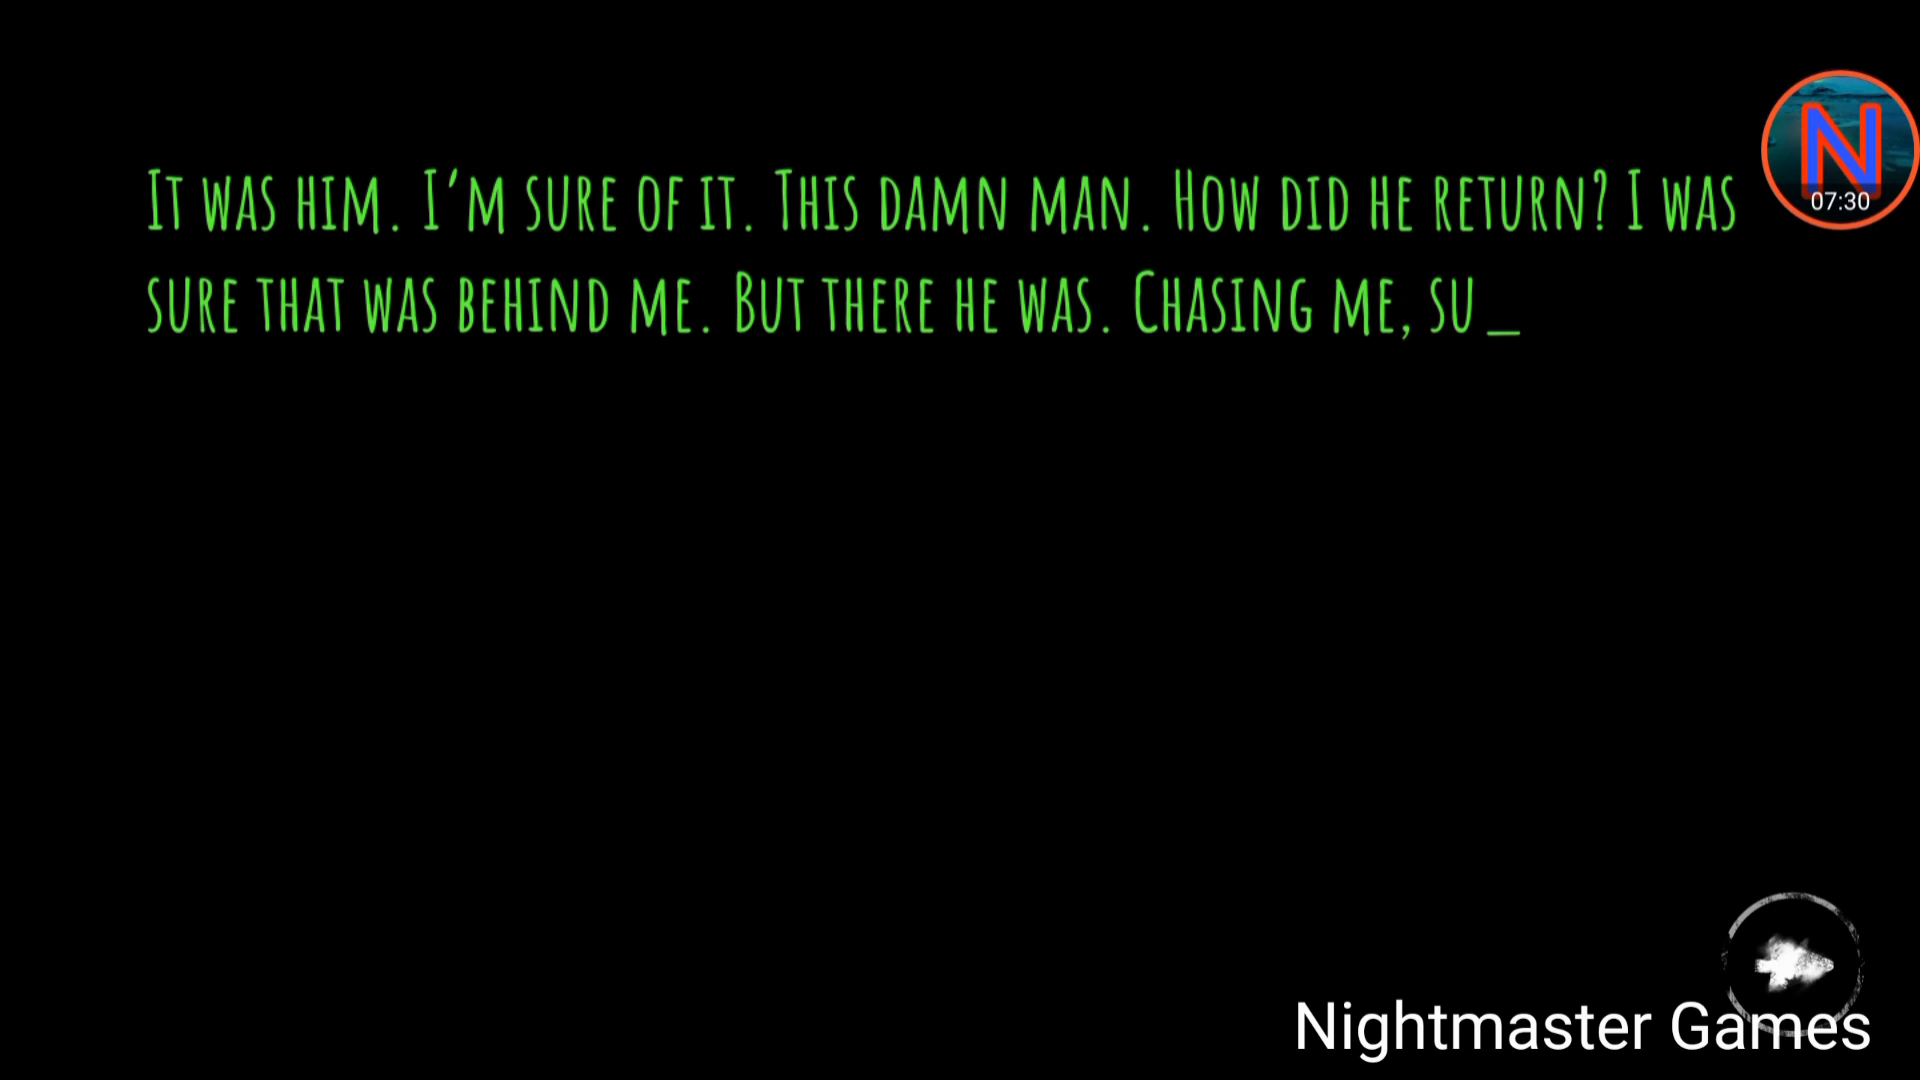 It was him. I'm sure of it. This damn man. How did he return? I was
sure that was behind me. But there he was. Chasing me, su_
N
07:30
Nightmaster Games